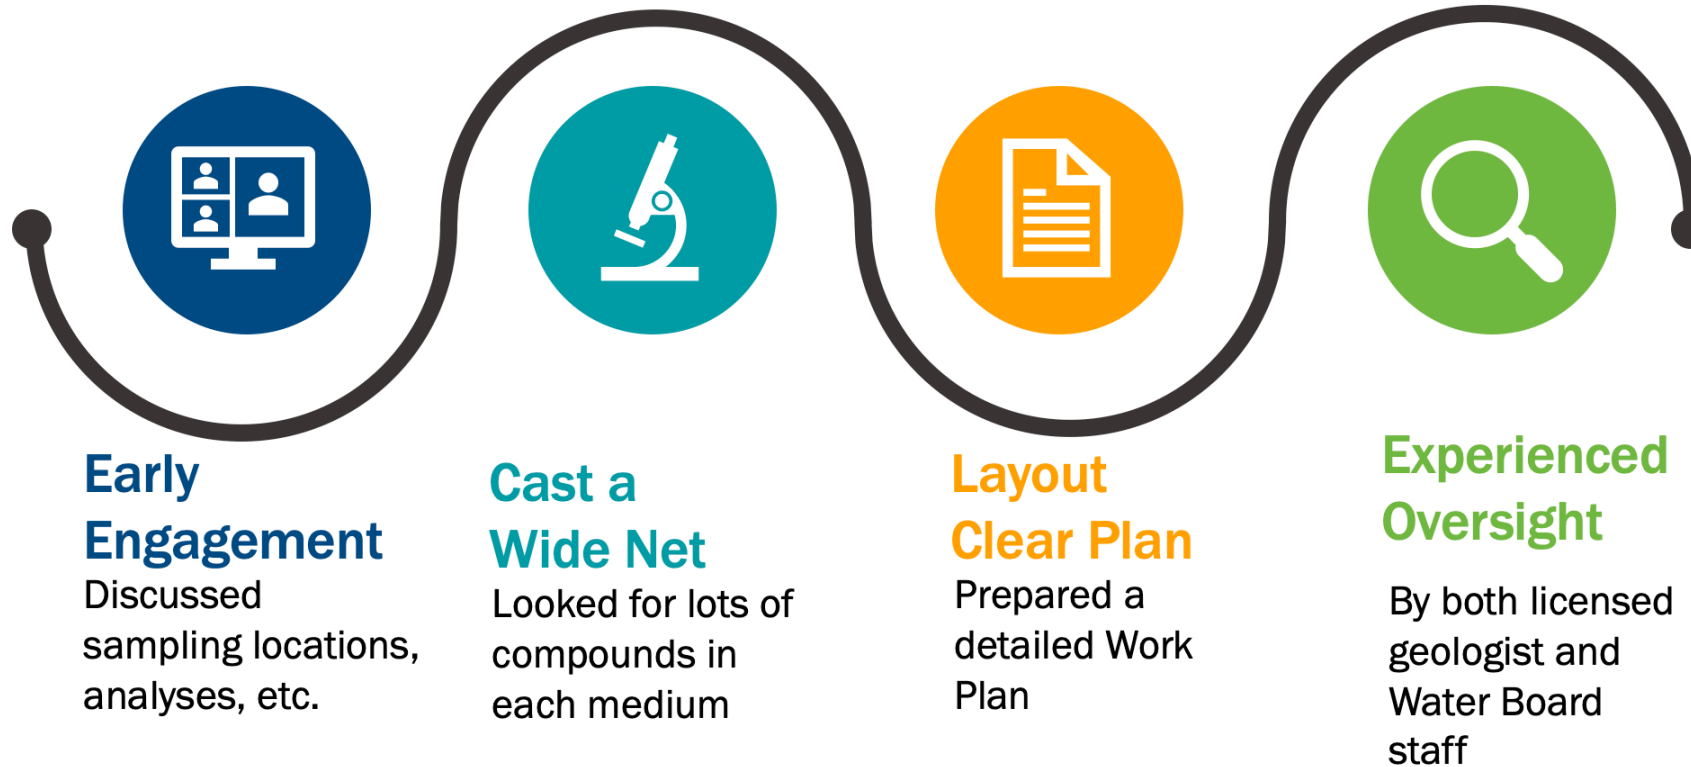 Early
Engagement
Discussed
sampling locations,
analyses, etc.
Cast a
Wide Net
Looked for lots of
compounds in
each medium
Layout
Clear Plan
Prepared a
detailed Work
Plan
Experienced
Oversight
By both licensed
geologist and
Water Board
staff